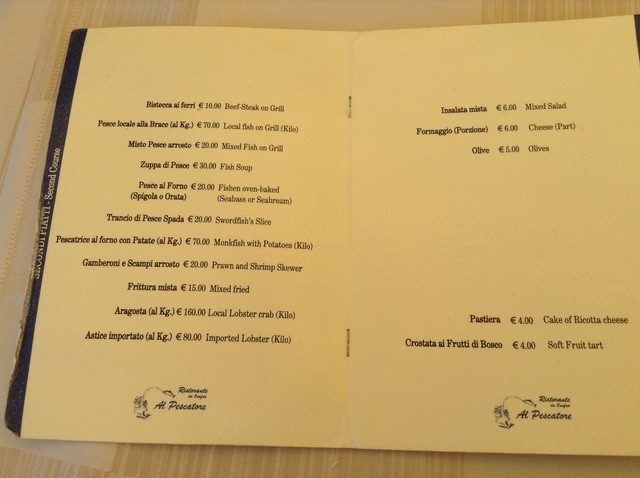 SECONDI PIATTI - Second Course
Bistecca ai ferri € 10.00 Beef-Steak on Grill
Pesce locale alla Brace (al Kg.) € 70.00 Local fish on Grill (Kilo)
Misto Pesce arrosto € 20.00 Mixed Fish on Grill
Zuppa di Pesce € 30.00 Fish Soup
Pesce al Forno € 20.00 Fishen oven-baked
(Spigola o Orata) (Seabass or Seabream)
Trancio di Pesce Spada € 20.00 Swordfish's Slice
Pescatrice al forno con Patate (al Kg.) € 70.00 Monkfish with Potatoes (Kilo)
Gamberoni e Scampi arrosto € 20.00 Prawn and Shrimp Skewer
Frittura mista € 15.00 Mixed fried
Aragosta (al Kg.) € 160.00 Local Lobster crab (Kilo)
Astice importato (al Kg.) € 80.00 Imported Lobster (Kilo)
Ristorante
Al Pescatore
Insalata mista € 6.00 Mixed Salad
Formaggio (Porzione) € 6.00 Cheese (Part)
Olive € 5.00 Olives
Pastiera € 4.00 Cake of Ricotta cheese
Crostata ai Frutti di Bosco € 4.00 Soft Fruit tart
Ristorante
Al Pescatore